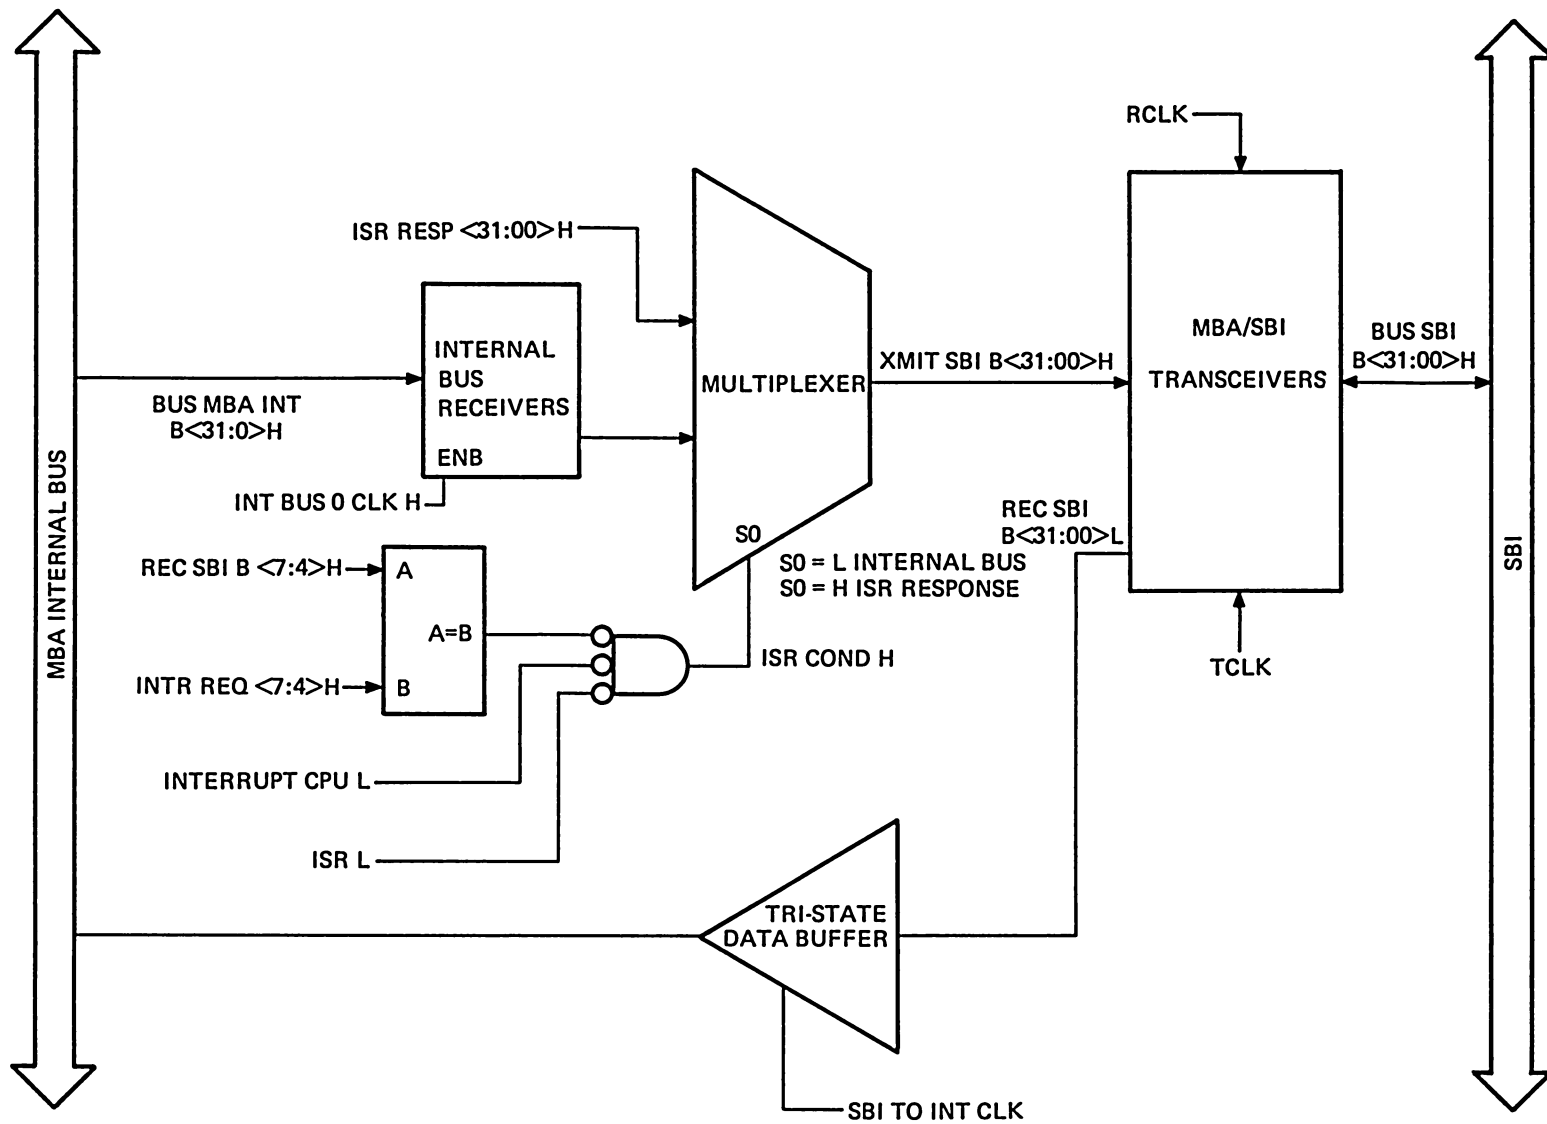 RCLK
ISR RESP <31:00>H
INTERNAL
BUS
RECEIVERS
ENB
MULTIPLEXER
S0
XMIT SBI B<31:00>H
MBA/SBI
TRANSCEIVERS
BUS SBI
B<31:00>H
BUS MBA INT
B<31:0>H
INT BUS 0 CLK H
REC SBI
B<31:00>L
S0 = L INTERNAL BUS
S0 = H ISR RESPONSE
MBA INTERNAL BUS
SBI
REC SBI B <7:4>H
A
A=B
INTR REQ <7:4>H
B
ISR COND H
TCLK
INTERRUPT CPU L
ISR L
TRI-STATE
DATA BUFFER
SBI TO INT CLK